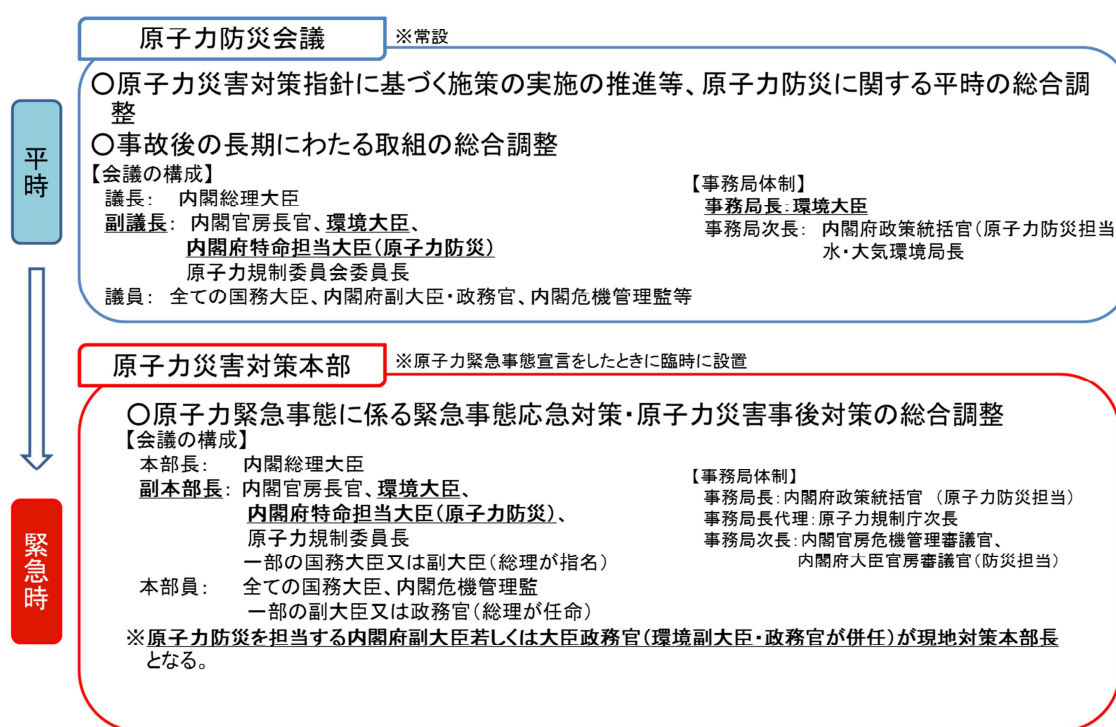 原子力防災会議
※常設
平時
○原子力災害対策指針に基づく施策の実施の推進等、原子力防災に関する平時の総合調
整
○事故後の長期にわたる取組の総合調整
【会議の構成】
議長： 内閣総理大臣
副議長： 内閣官房長官、環境大臣、
内閣府特命担当大臣（原子力防災）
原子力規制委員会委員長
議員： 全ての国務大臣、内閣府副大臣・政務官、内閣危機管理監等
【事務局体制】
事務局長：環境大臣
事務局次長： 内閣府政策統括官（原子力防災担当
水・大気環境局長
原子力災害対策本部
※原子力緊急事態宣言をしたときに臨時に設置
緊急時
○原子力緊急事態に係る緊急事態応急対策・原子力災害事後対策の総合調整
【会議の構成】
本部長： 内閣総理大臣
副本部長： 内閣官房長官、環境大臣、
内閣府特命担当大臣（原子力防災）、
原子力規制委員長
一部の国務大臣又は副大臣（総理が指名）
本部員： 全ての国務大臣、内閣危機管理監
一部の副大臣又は政務官（総理が任命）
【事務局体制】
事務局長：内閣府政策統括官 （原子力防災担当）
事務局長代理：原子力規制庁次長
事務局次長：内閣官房危機管理審議官、
内閣府大臣官房審議官（防災担当）
※原子力防災を担当する内閣府副大臣若しくは大臣政務官（環境副大臣・政務官が併任）が現地対策本部長
となる。